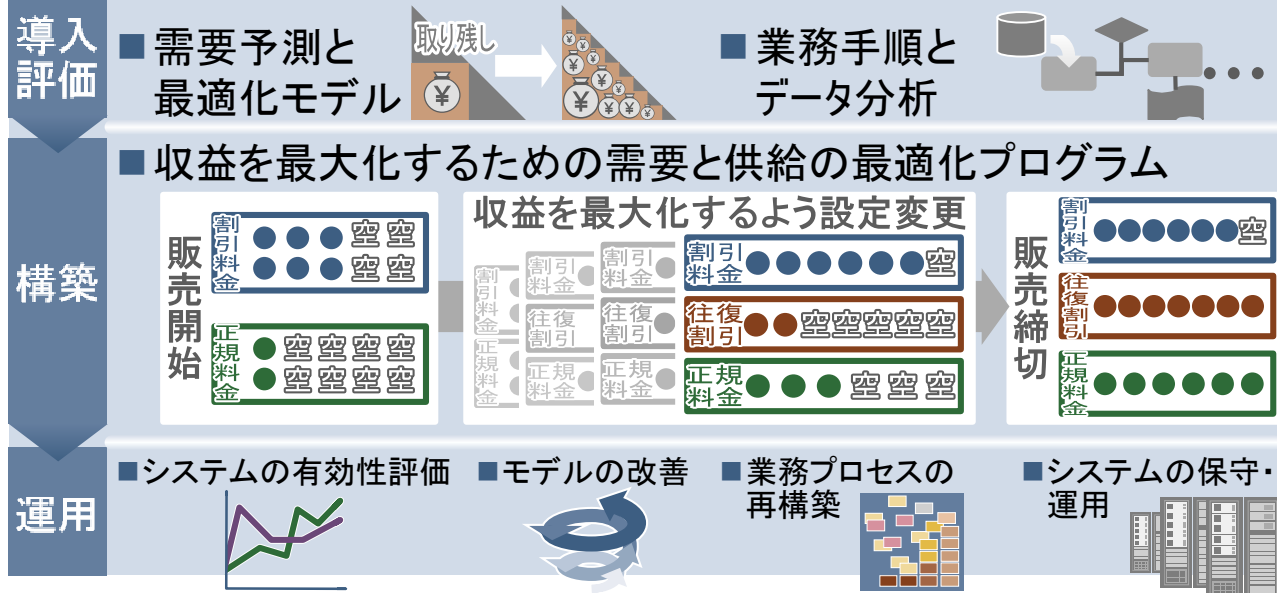 導入
評価
■需要予測と
最適化モデル
取り残し
¥
¥
¥
¥
¥
¥
¥
¥
¥
¥
■業務手順と
データ分析
構築
■収益を最大化するための需要と供給の最適化プログラム
販売開始
割引料金
空 空
空 空
正規料金
空 空 空 空
空 空 空 空
収益を最大化するよう設定変更
割引料金
正規料金
割引料金
往復割引
正規料金
割引料金
往復割引
正規料金
割引料金 空
往復割引 空空空空空
正規料金 空 空 空
販売締切
割引料金 空
往復割引
正規料金
運用
■システムの有効性評価
■モデルの改善
■業務プロセスの
再構築
■システムの保守・
運用